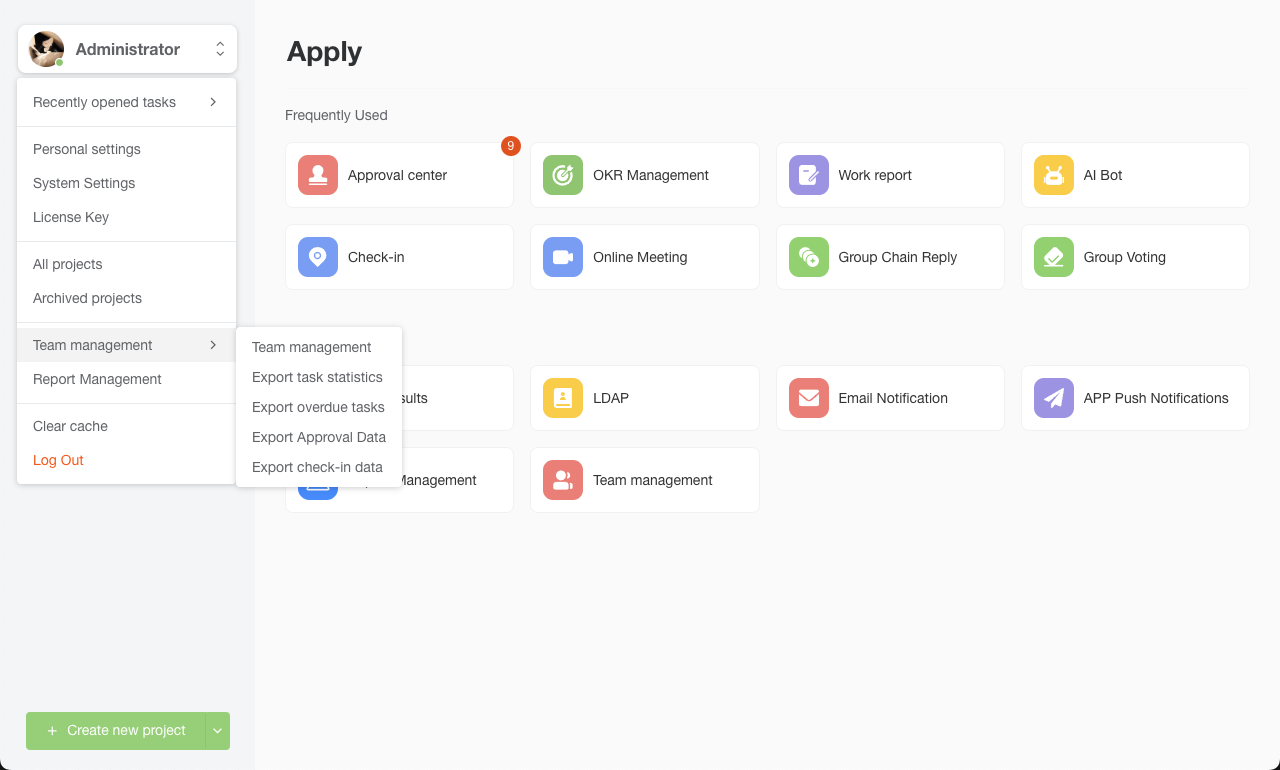 Administrator
Recently opened tasks
Personal settings
System Settings
License Key
All projects
Archived projects
Team management
Report Management
Clear cache
Log Out
Team management
Export task statistics
Export overdue tasks
Export Approval Data
Export check-in data
Create new project
Apply
Frequently Used
Approval center
9
OKR Management
Work report
AI Bot
Check-in
Online Meeting
Group Chain Reply
Group Voting
LDAP
Email Notification
APP Push Notifications
Management
Team management